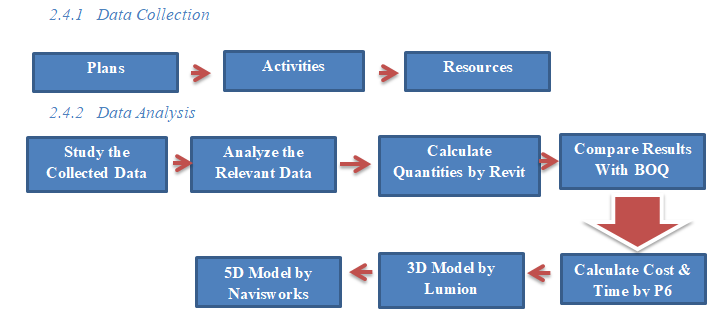 2.4.1 Data Collection
Plans
Activities
Resources
2.4.2 Data Analysis
Study the
Collected Data
Analyze the
Relevant Data
Calculate
Quantities by Revit
Compare Results
With BOQ
Calculate Cost &
Time by P6
3D Model by
Lumion
5D Model by
Navisworks